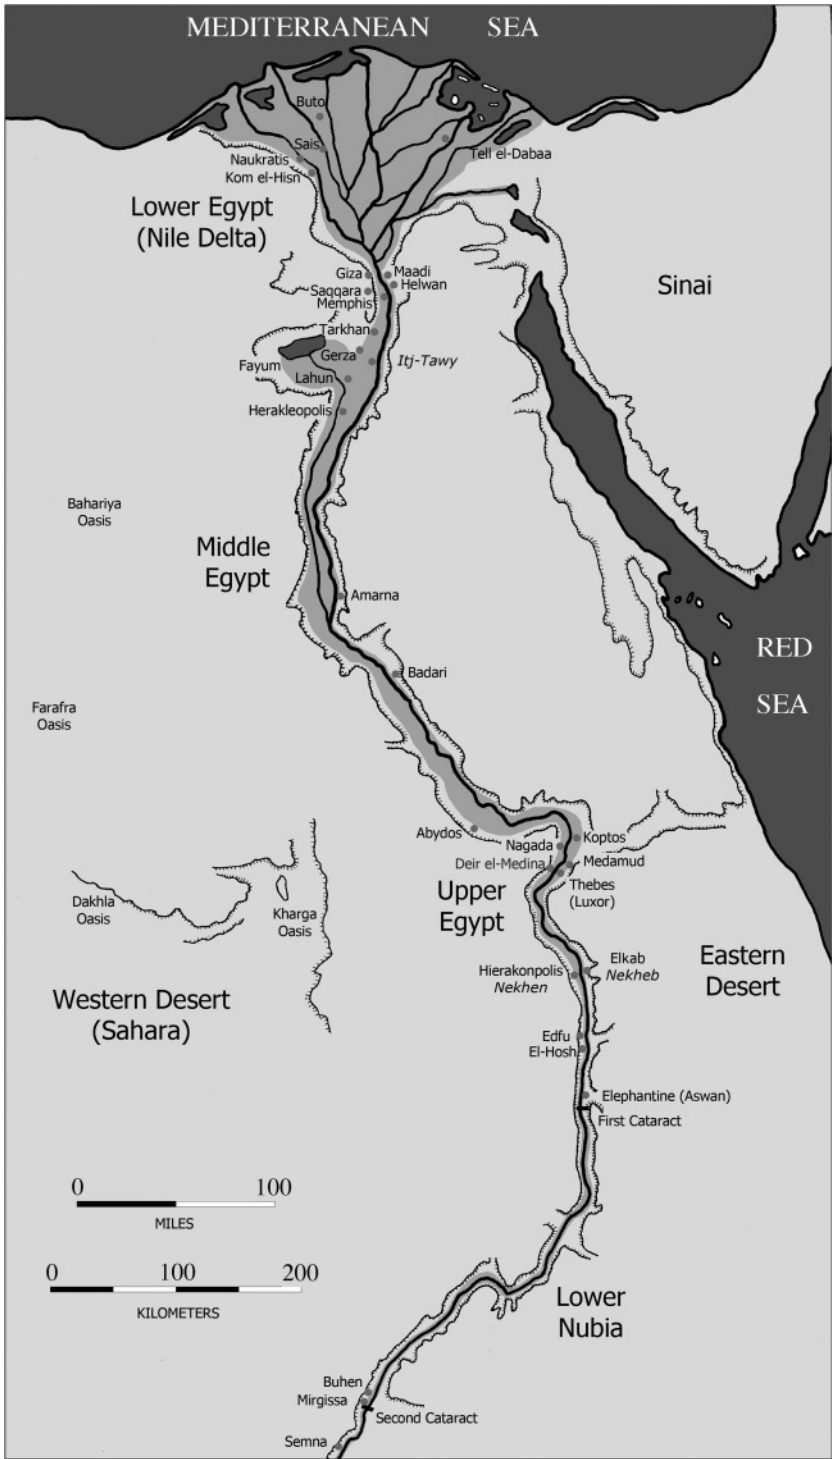 MEDITERRANEAN SEA
Buto
Sais
Naukratis
Kom el-Hisn
Tell el-Dabaa
Lower Egypt
(Nile Delta)
Giza
Maadi
Saqqara
Helwan
Memphis
Sinai
Tarkhan
Gerza
Itj-Tawy
Fayum
Lahun
Herakleopolis
Bahariya
Oasis
Middle
Egypt
Amarna
RED
SEA
Badari
Farafra
Oasis
Abydos
Koptos
Nagada
Deir el-Medina
Medamud
Thebes
(Luxor)
Upper
Egypt
Dakhla
Oasis
Kharga
Oasis
Eastern
Desert
Hierakonpolis
Nekhen
Elkab
Nekheb
Western Desert
(Sahara)
Edfu
El-Hosh
Elephantine (Aswan)
First Cataract
0 100
MILES
0 100 200
KILOMETERS
Lower
Nubia
Buhen
Mirgissa
Second Cataract
Semna